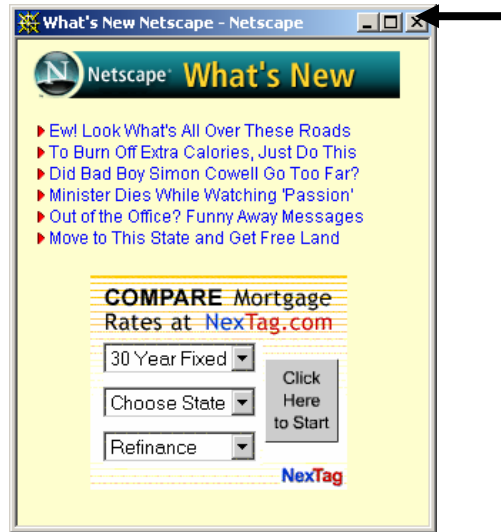 What's New Netscape - Netscape
N Netscape® What's New
Ew! Look What's All Over These Roads
To Burn Off Extra Calories, Just Do This
Did Bad Boy Simon Cowell Go Too Far?
Minister Dies While Watching 'Passion'
Out of the Office? Funny Away Messages
Move to This State and Get Free Land
COMPARE Mortgage
Rates at NexTag.com
30 Year Fixed
Choose State
Refinance
Click
Here
to Start
NexTag